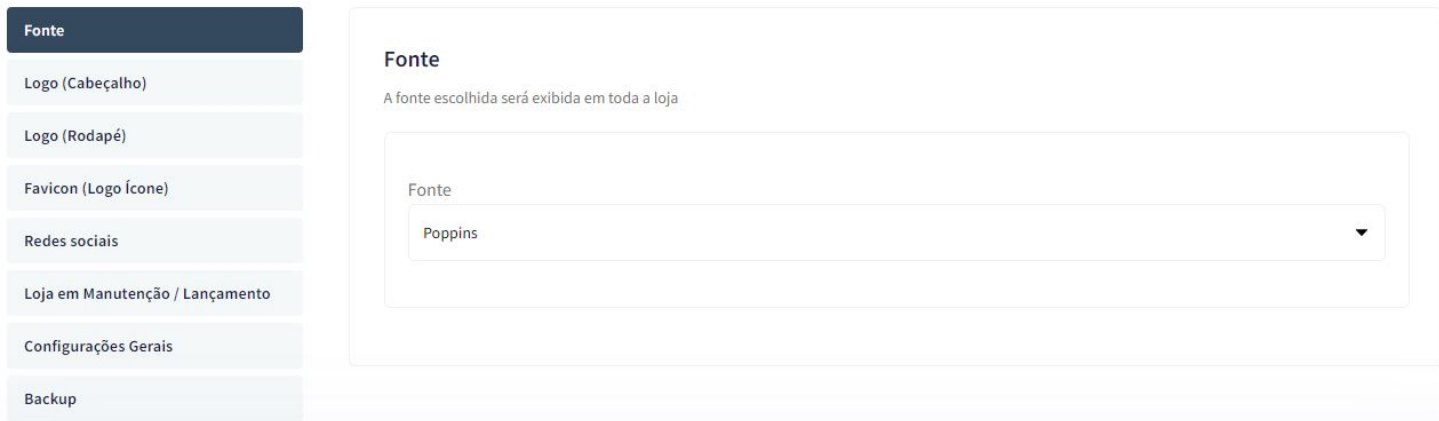 Fonte
Logo (Cabeçalho)
Logo (Rodapé)
Favicon (Logo Ícone)
Redes sociais
Loja em Manutenção / Lançamento
Configurações Gerais
Backup
Fonte
A fonte escolhida será exibida em toda a loja
Fonte
Poppins